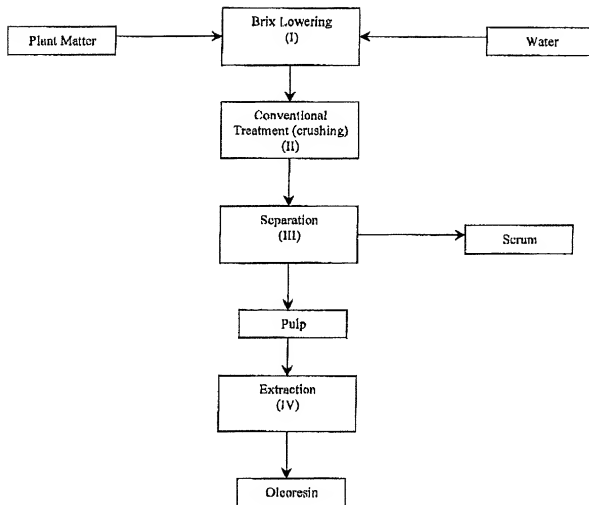 Brix Lowering
(I)
Plant Matter
Water
Conventional
Treatment (crushing)
(II)
Separation
(III)
Serum
Pulp
Extraction
(IV)
Oleoresin